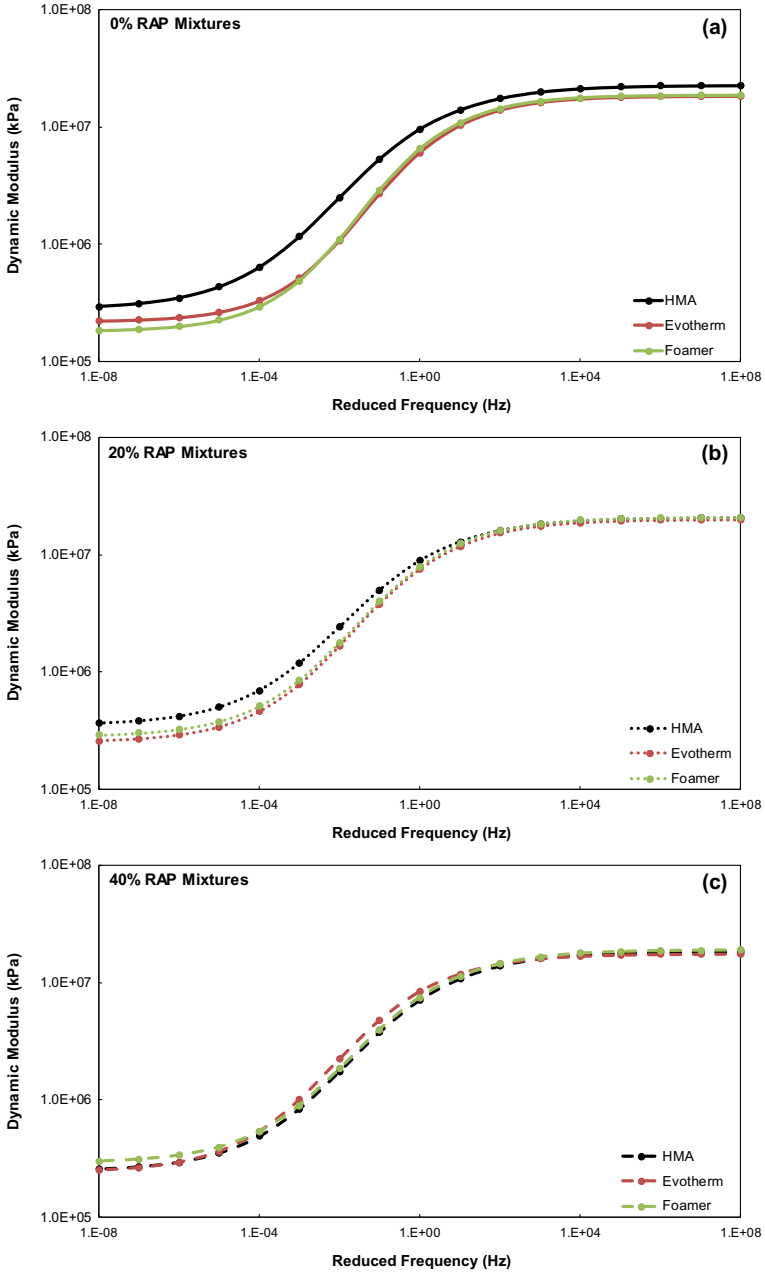 1.0E+08
0% RAP Mixtures
(a)
1.0E+07
1.0E+06
1.0E+05
Dynamic Modulus (kPa)
HMA
Evotherm
Foamer
1.E-08 1.E-04 1.E+00 1.E+04 1.E+08
Reduced Frequency (Hz)
1.0E+08
20% RAP Mixtures
(b)
1.0E+07
1.0E+06
1.0E+05
Dynamic Modulus (kPa)
HMA
Evotherm
Foamer
1.E-08 1.E-04 1.E+00 1.E+04 1.E+08
Reduced Frequency (Hz)
1.0E+08
40% RAP Mixtures
(c)
1.0E+07
1.0E+06
1.0E+05
Dynamic Modulus (kPa)
HMA
Evotherm
Foamer
1.E-08 1.E-04 1.E+00 1.E+04 1.E+08
Reduced Frequency (Hz)